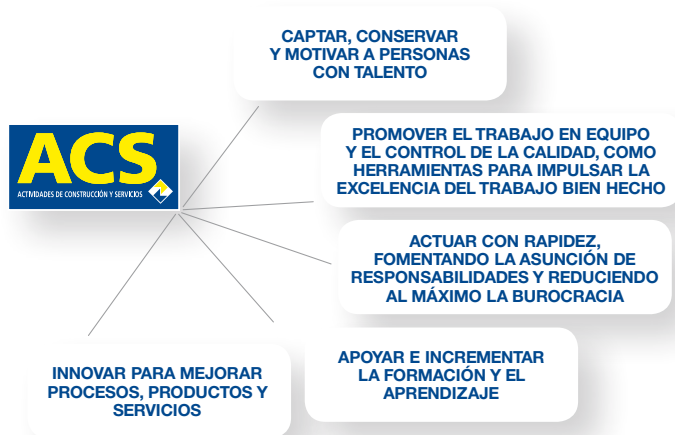 CAPTAR, CONSERVAR
Y MOTIVAR A PERSONAS
CON TALENTO
ACS
ACTIVIDADES DE CONSTRUCCIÓN Y SERVICIOS
PROMOVER EL TRABAJO EN EQUIPO
Y EL CONTROL DE LA CALIDAD, COMO
HERRAMIENTAS PARA IMPULSAR LA
EXCELENCIA DEL TRABAJO BIEN HECHO
ACTUAR CON RAPIDEZ,
FOMENTANDO LA ASUNCIÓN DE
RESPONSABILIDADES Y REDUCIENDO
AL MÁXIMO LA BUROCRACIA
APOYAR E INCREMENTAR
LA FORMACIÓN Y EL
APRENDIZAJE
INNOVAR PARA MEJORAR
PROCESOS, PRODUCTOS Y
SERVICIOS